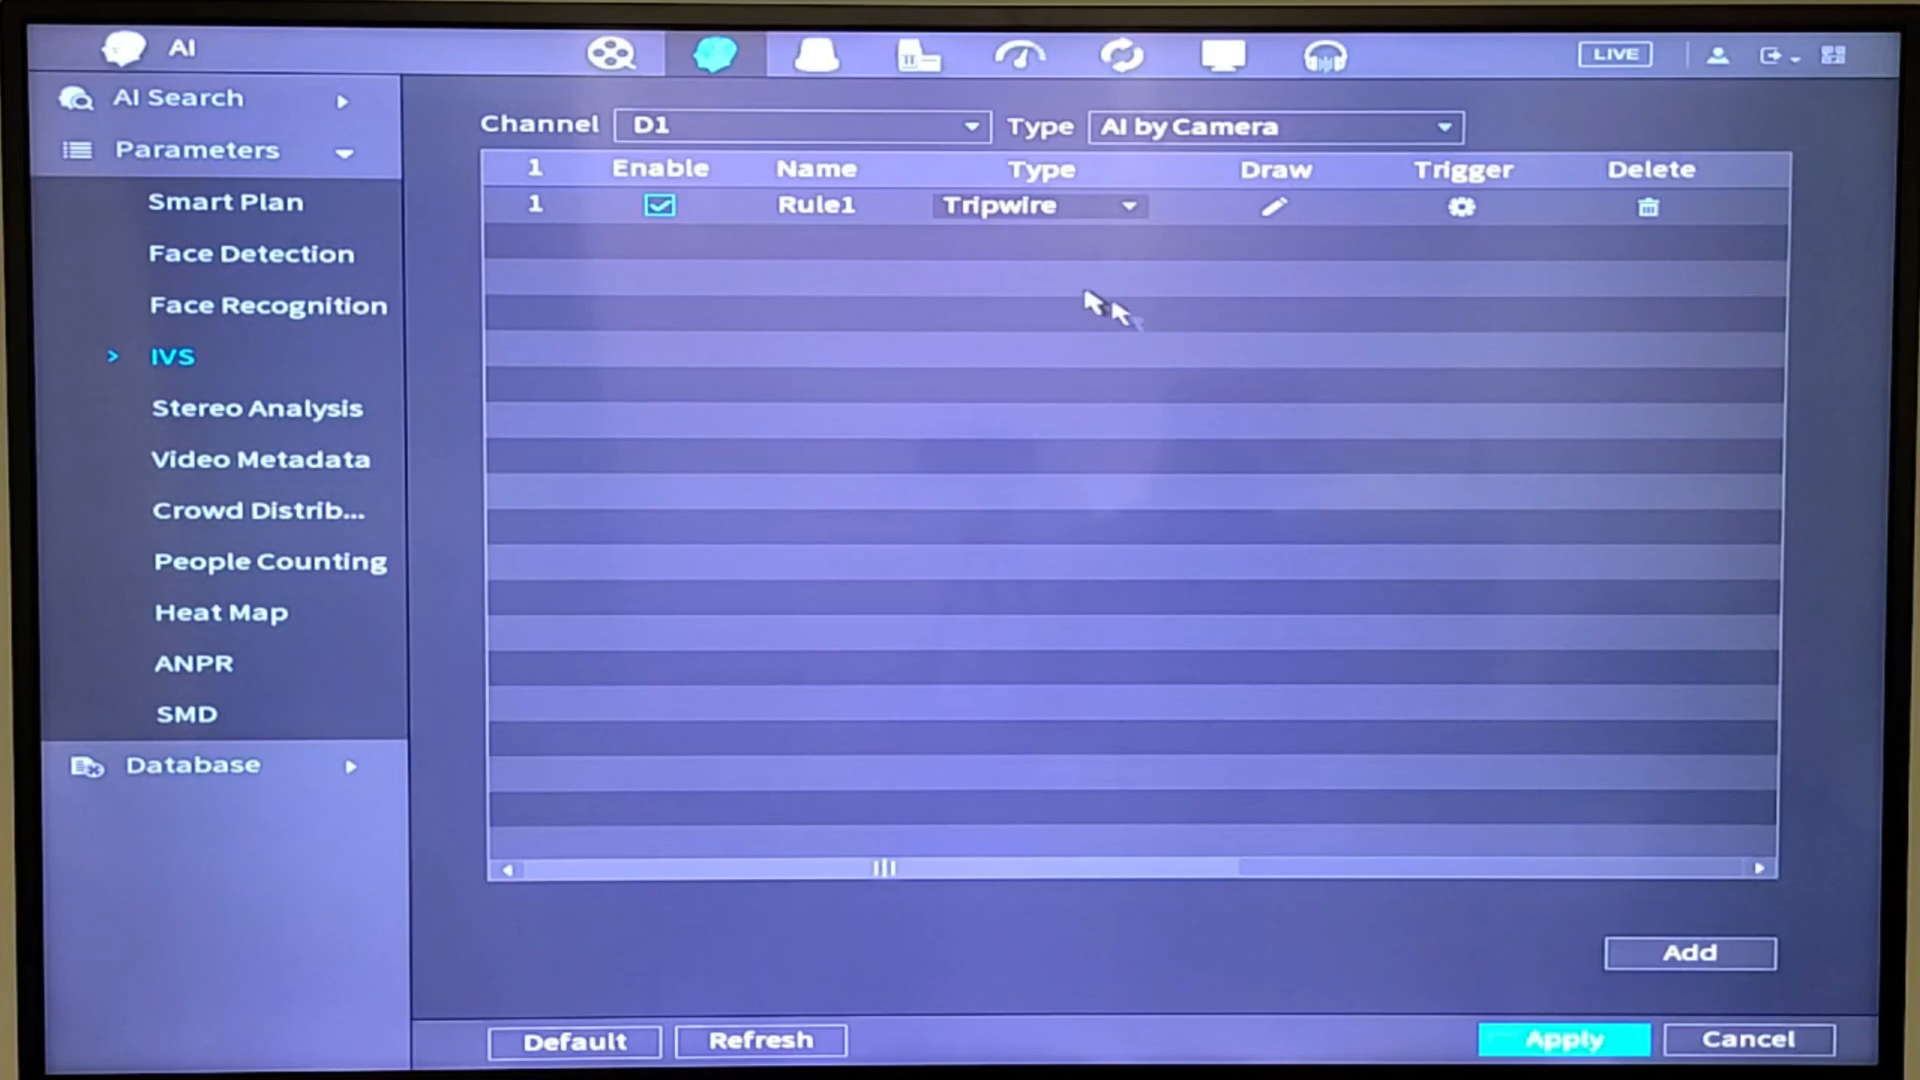 AI
LIVE
AI Search
Parameters
Smart Plan
Face Detection
Face Recognition
> IVS
Stereo Analysis
Video Metadata
Crowd Distrib...
People Counting
Heat Map
ANPR
SMD
Database
Channel D1 Type AI by Camera
1 Enable Name Type Draw Trigger Delete
1 Rule1 Tripwire
Add
Default Refresh Apply Cancel